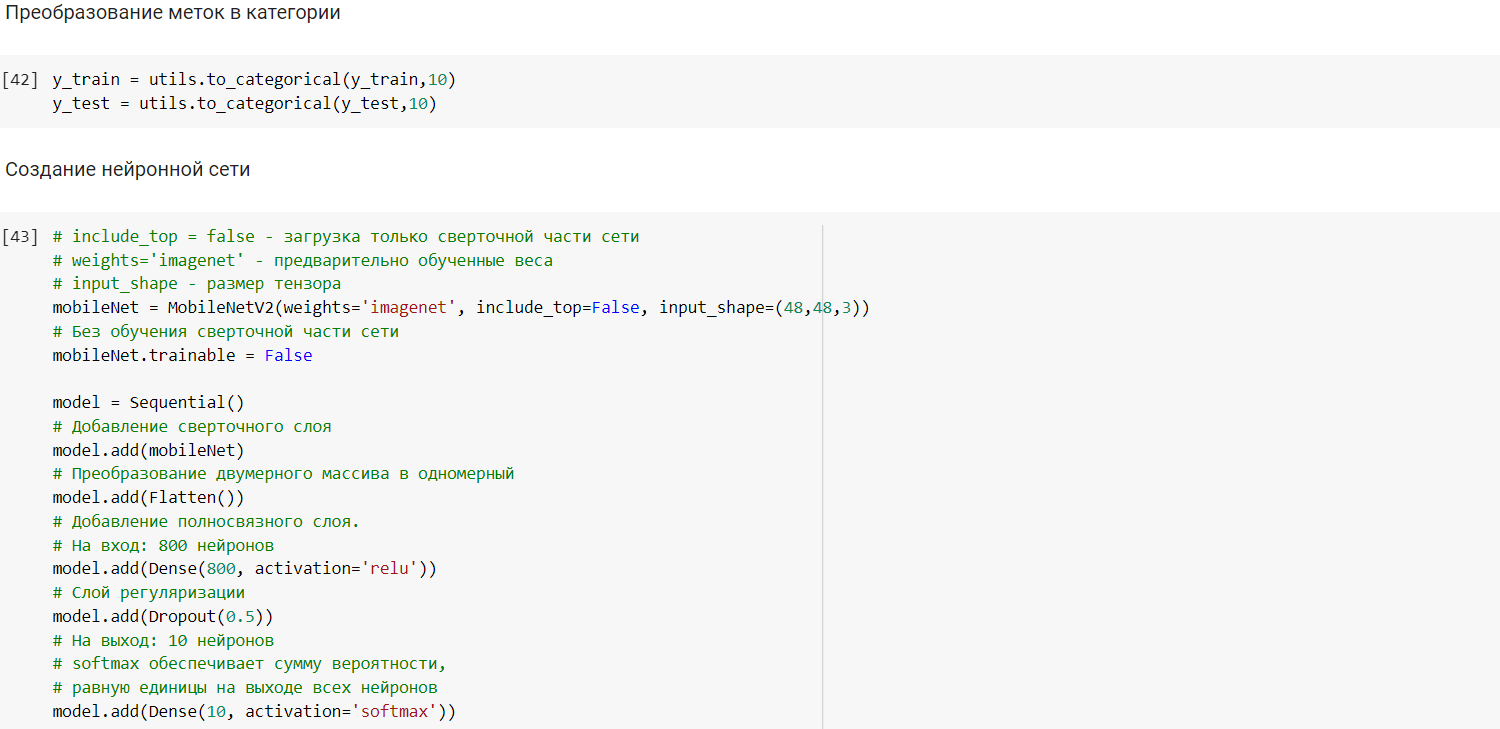 Преобразование меток в категории
[42] y_train = utils.to_categorical(y_train,10)
y_test = utils.to_categorical(y_test,10)
Создание нейронной сети
[43] # include_top = false - загрузка только сверточной части сети
# weights='imagenet' - предварительно обученные веса
# input_shape - размер тензора
mobileNet = MobileNetV2(weights='imagenet', include_top=False, input_shape=(48,48,3))
# Без обучения сверточной части сети
mobileNet.trainable = False
model = Sequential()
# Добавление сверточного слоя
model.add(mobileNet)
# Преобразование двумерного массива в одномерный
model.add(Flatten())
# Добавление полносвязного слоя.
# На вход: 800 нейронов
model.add(Dense(800, activation='relu'))
# Слой регуляризации
model.add(Dropout(0.5))
# На выход: 10 нейронов
# softmax обеспечивает сумму вероятности,
# равную единицы на выходе всех нейронов
model.add(Dense(10, activation='softmax'))